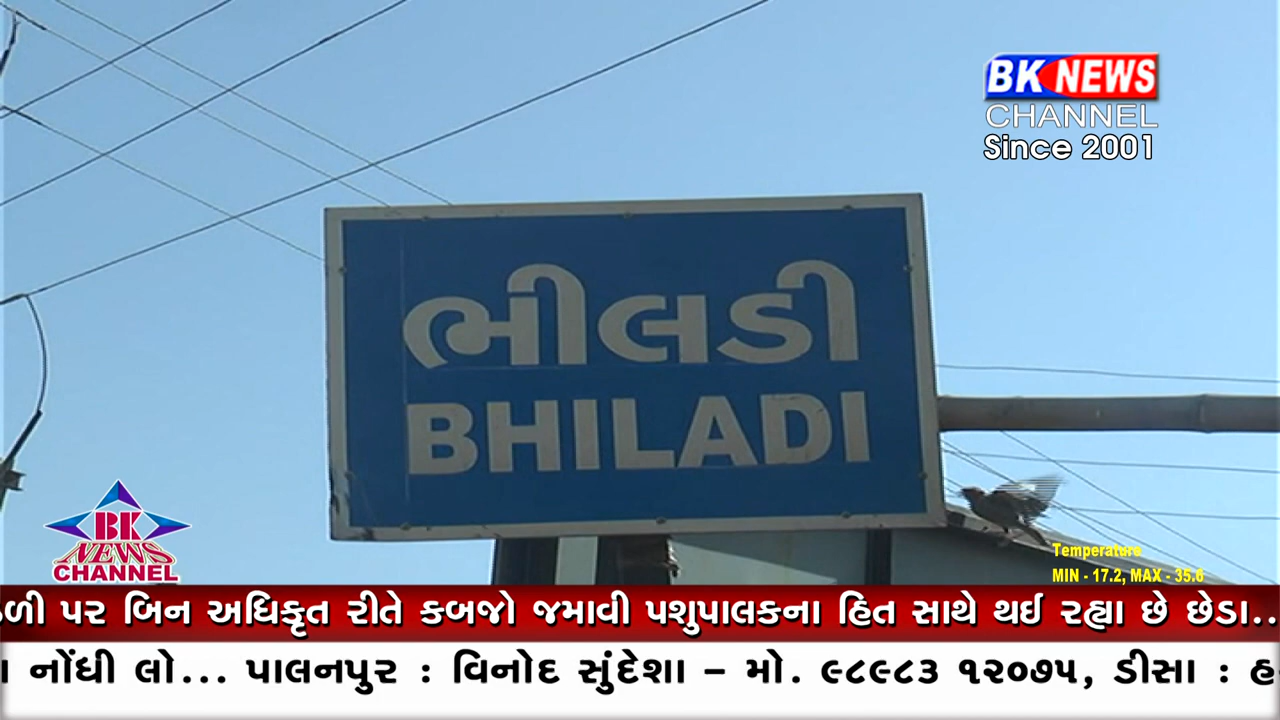 BK NEWS
CHANNEL
Since 2001
ભીલડી
BHILADI
BK
NEWS
CHANNEL
Temperature
MIN - 17.2, MAX - 35.6
પર બિન અધિકૃત રીતે કબજો જમાવી પશુપાલકના હિત સાથે થઈ રહ્યા છે છેડા..
નોંધી લો... પાલનપુર : વિનોદ સુંદેશા – મો. ૯૮૯૮૩ ૧૨૦૭૫, ડીસા :